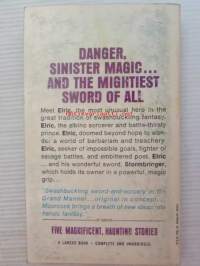 DANGER,
SINISTER MAGIC...
AND THE MIGHTIEST
SWORD OF ALL
Meet Elric, the most unusual hero in the
great tradition of swashbuckling fantasy.
Elric, the albino sorcerer and battle-thirsty
prince. Elric, doomed beyond hope to wan-
der a world of barbarism and treachery.
Elric, seeker of impossible goals, fighter of
savage battles, and embittered poet. Elric
...and his wonderful sword, Stormbringer,
which holds its owner in a powerful, magic
grip...
"Swashbuckling sword-and-sorcery in the
Grand Manner...original in concept...
Moorcock brings a breath of new ideas into
heroic fantasy."
FIVE MAGNIFICENT, HAUNTING STORIES
A LANCER BOOK • COMPLETE AND UNABRIDGED